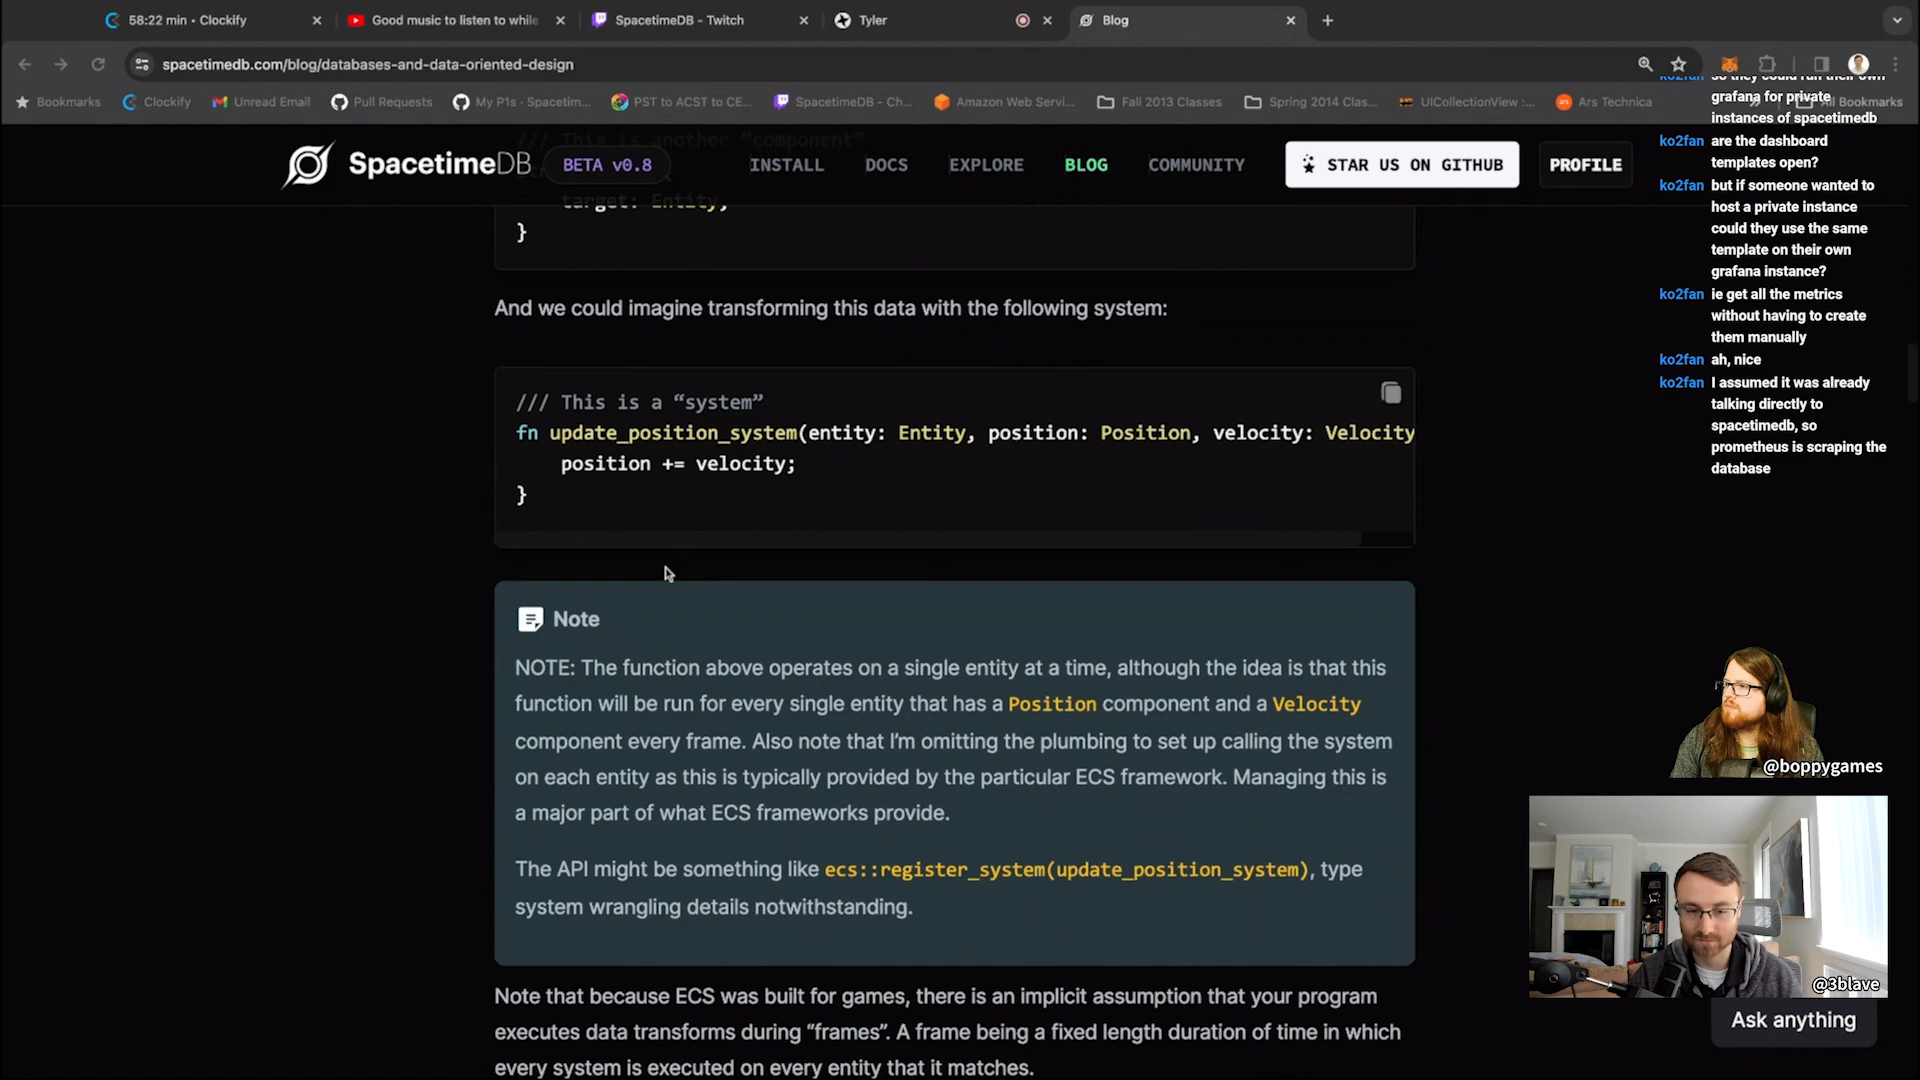 58:22 min • Clockify
Good music to listen to while
SpacetimeDB - Twitch
Tyler
Blog
spacetimedb.com/blog/databases-and-data-oriented-design
Bookmarks
Clockify
Unread Email
Pull Requests
My P1s · Spacetim...
PST to ACST to CE...
SpacetimeDB - Ch...
Amazon Web Servi...
Fall 2013 Classes
Spring 2014 Clas...
UICollectionView :...
Ars Technica
All Bookmarks
/// This is another “component”
SpacetimeDB
BETA v0.8
INSTALL
DOCS
EXPLORE
BLOG
COMMUNITY
STAR US ON GITHUB
PROFILE
target: Entity,
}
And we could imagine transforming this data with the following system:
/// This is a “system”
fn update_position_system(entity: Entity, position: Position, velocity: Velocity
position += velocity;
}
Note
NOTE: The function above operates on a single entity at a time, although the idea is that this
function will be run for every single entity that has a Position component and a Velocity
component every frame. Also note that I’m omitting the plumbing to set up calling the system
on each entity as this is typically provided by the particular ECS framework. Managing this is
a major part of what ECS frameworks provide.
The API might be something like ecs::register_system(update_position_system), type
system wrangling details notwithstanding.
Note that because ECS was built for games, there is an implicit assumption that your program
executes data transforms during “frames”. A frame being a fixed length duration of time in which
every system is executed on every entity that it matches.
ko2fan so they could run their own
grafana for private
instances of spacetimedb
ko2fan are the dashboard
templates open?
ko2fan but if someone wanted to
host a private instance
could they use the same
template on their own
grafana instance?
ko2fan ie get all the metrics
without having to create
them manually
ko2fan ah, nice
ko2fan I assumed it was already
talking directly to
spacetimedb, so
prometheus is scraping the
database
@boppygames
@3blave
Ask anything